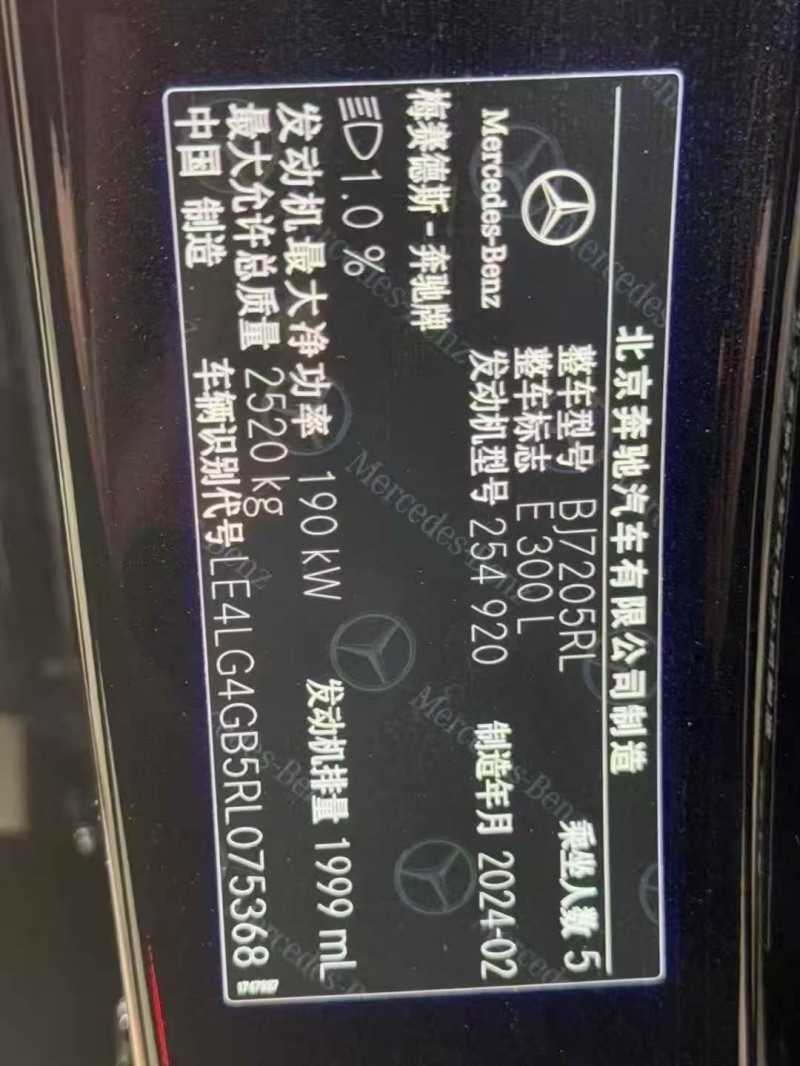 北京奔驰汽车有限公司制造
整车型号 BJ7205RL 乘坐人数 5
整车标志 E 300 L
Mercedes-Benz 发动机型号 254 920 制造年月 2024-02
梅赛德斯-奔驰牌
1.0 %
发动机最大净功率 190 kW 发动机排量 1999 mL
最大允许总质量 2520 kg
中国 制造 车辆识别代号 LE4LG4GB5RL075368